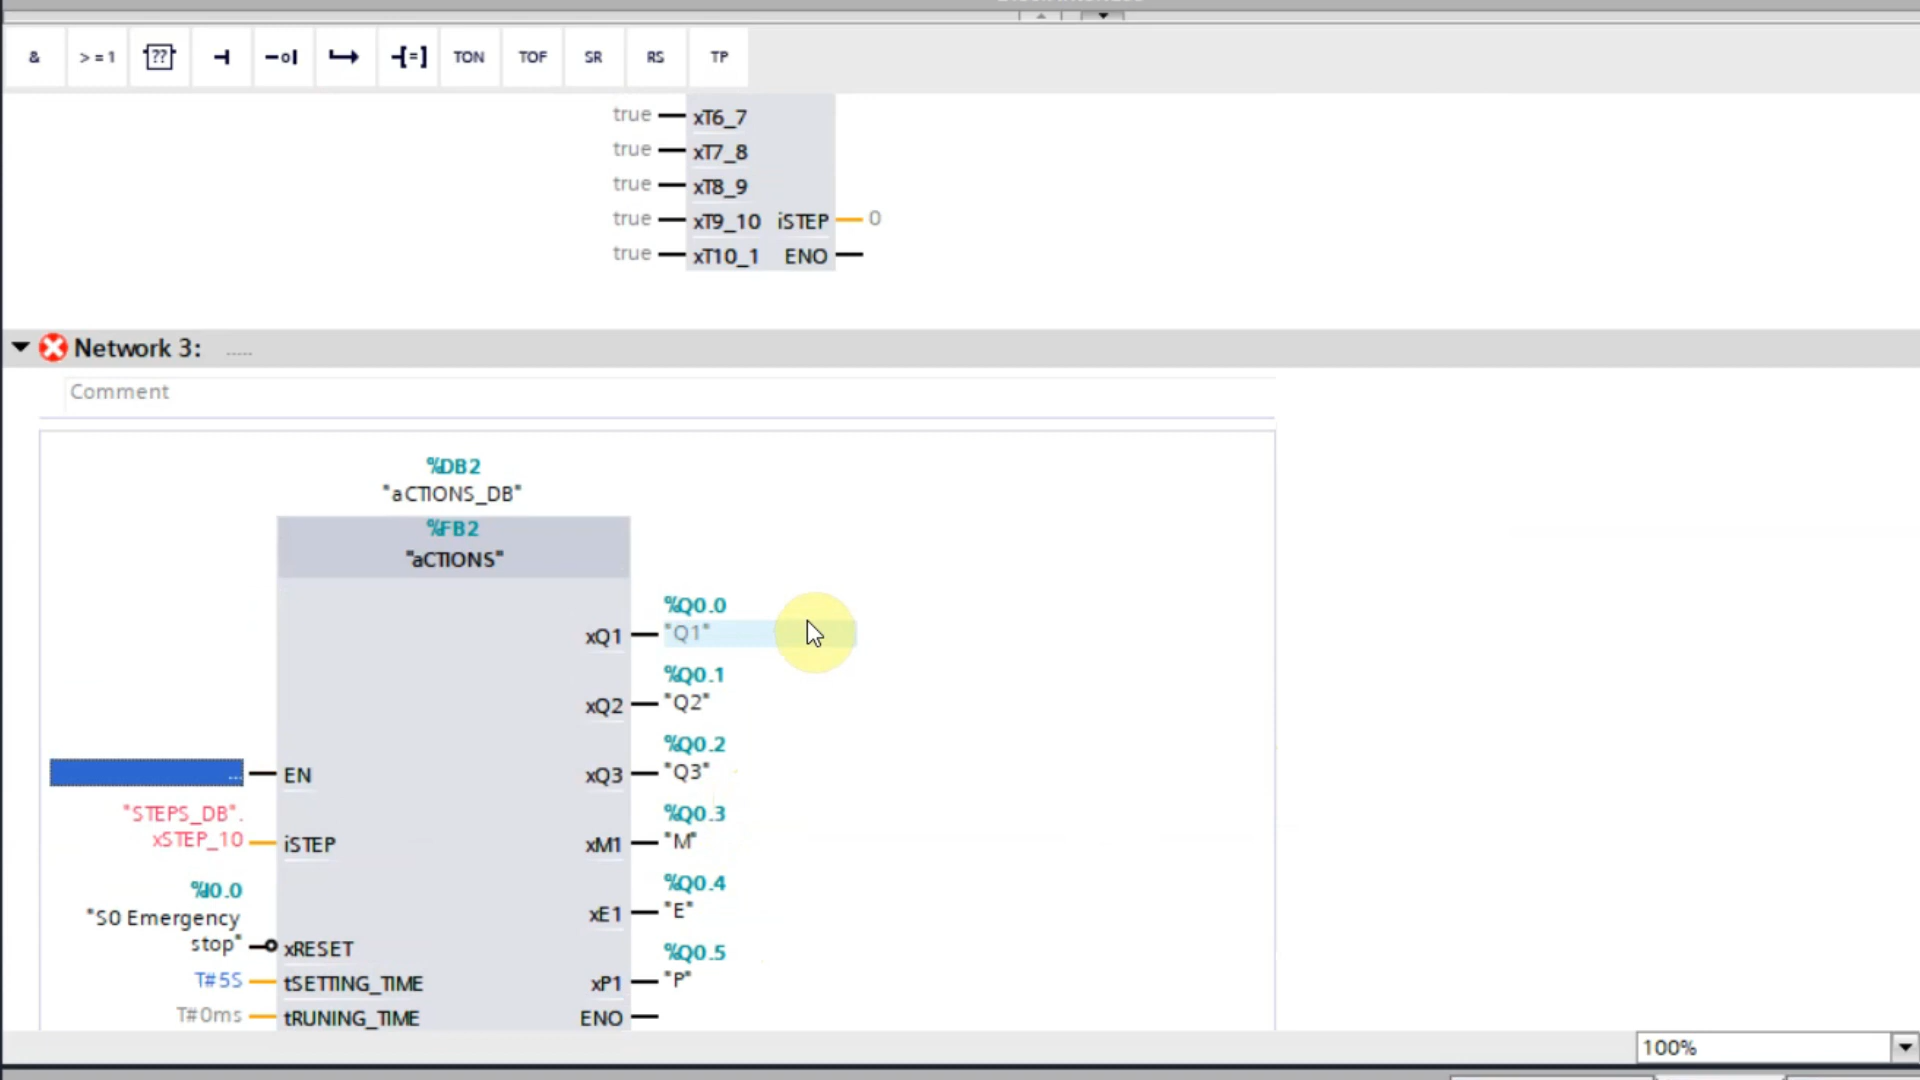 & >=1 ?? TON TOF SR RS TP
true xT6_7
true xT7_8
true xT8_9
true xT9_10 iSTEP 0
true xT10_1 ENO
Network 3: .....
Comment
%DB2
"aCTIONS_DB"
%FB2
"aCTIONS"
%Q0.0
xQ1 "Q1"
%Q0.1
xQ2 "Q2"
%Q0.2
... EN xQ3 "Q3"
"STEPS_DB". %Q0.3
xSTEP_10 iSTEP xM1 "M"
%I0.0 %Q0.4
"S0 Emergency xE1 "E"
stop" xRESET %Q0.5
T#5S tSETTING_TIME xP1 "P"
T#0ms tRUNING_TIME ENO
100%